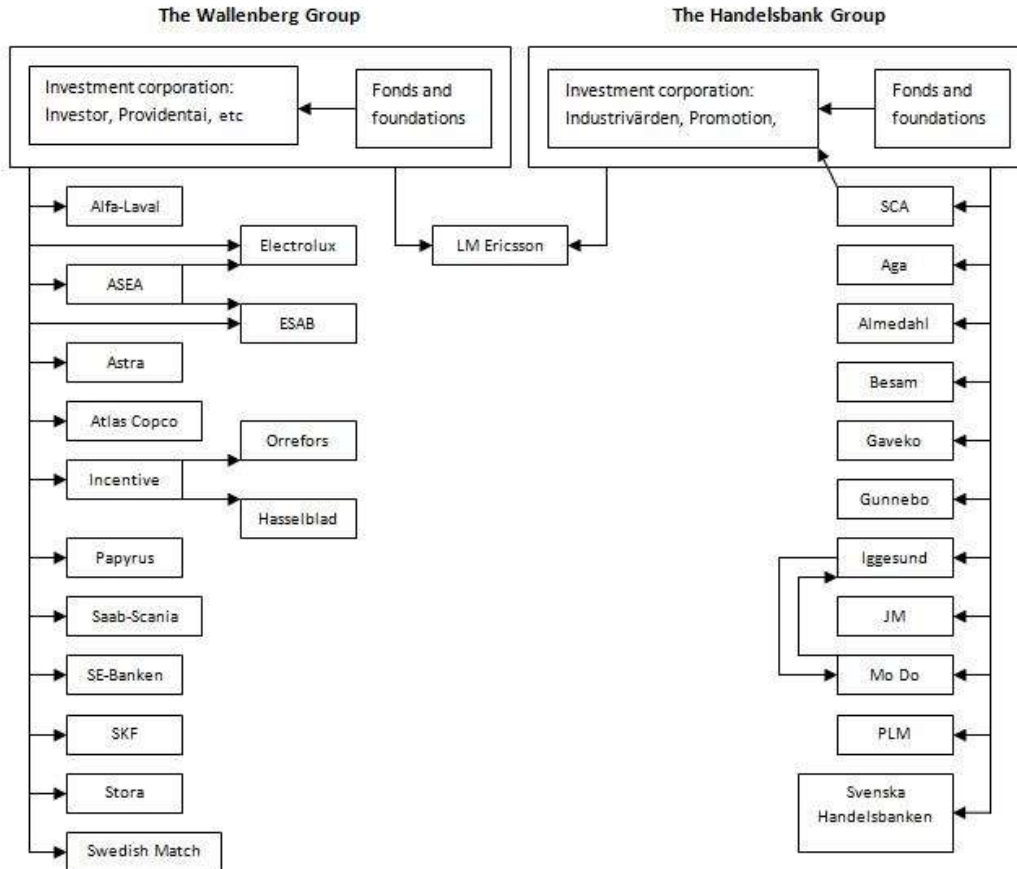 The Wallenberg Group
The Handelsbank Group
Investment corporation:
Investor, Providentai, etc
Fonds and
foundations
Investment corporation:
Industrivärden, Promotion,
Fonds and
foundations
Alfa-Laval
Electrolux
ASEA
ESAB
Astra
Atlas Copco
Orrefors
Incentive
Hasselblad
Papyrus
Saab-Scania
SE-Banken
SKF
Stora
Swedish Match
LM Ericsson
SCA
Aga
Almedahl
Besam
Gaveko
Gunnebo
Iggesund
JM
Mo Do
PLM
Svenska
Handelsbanken